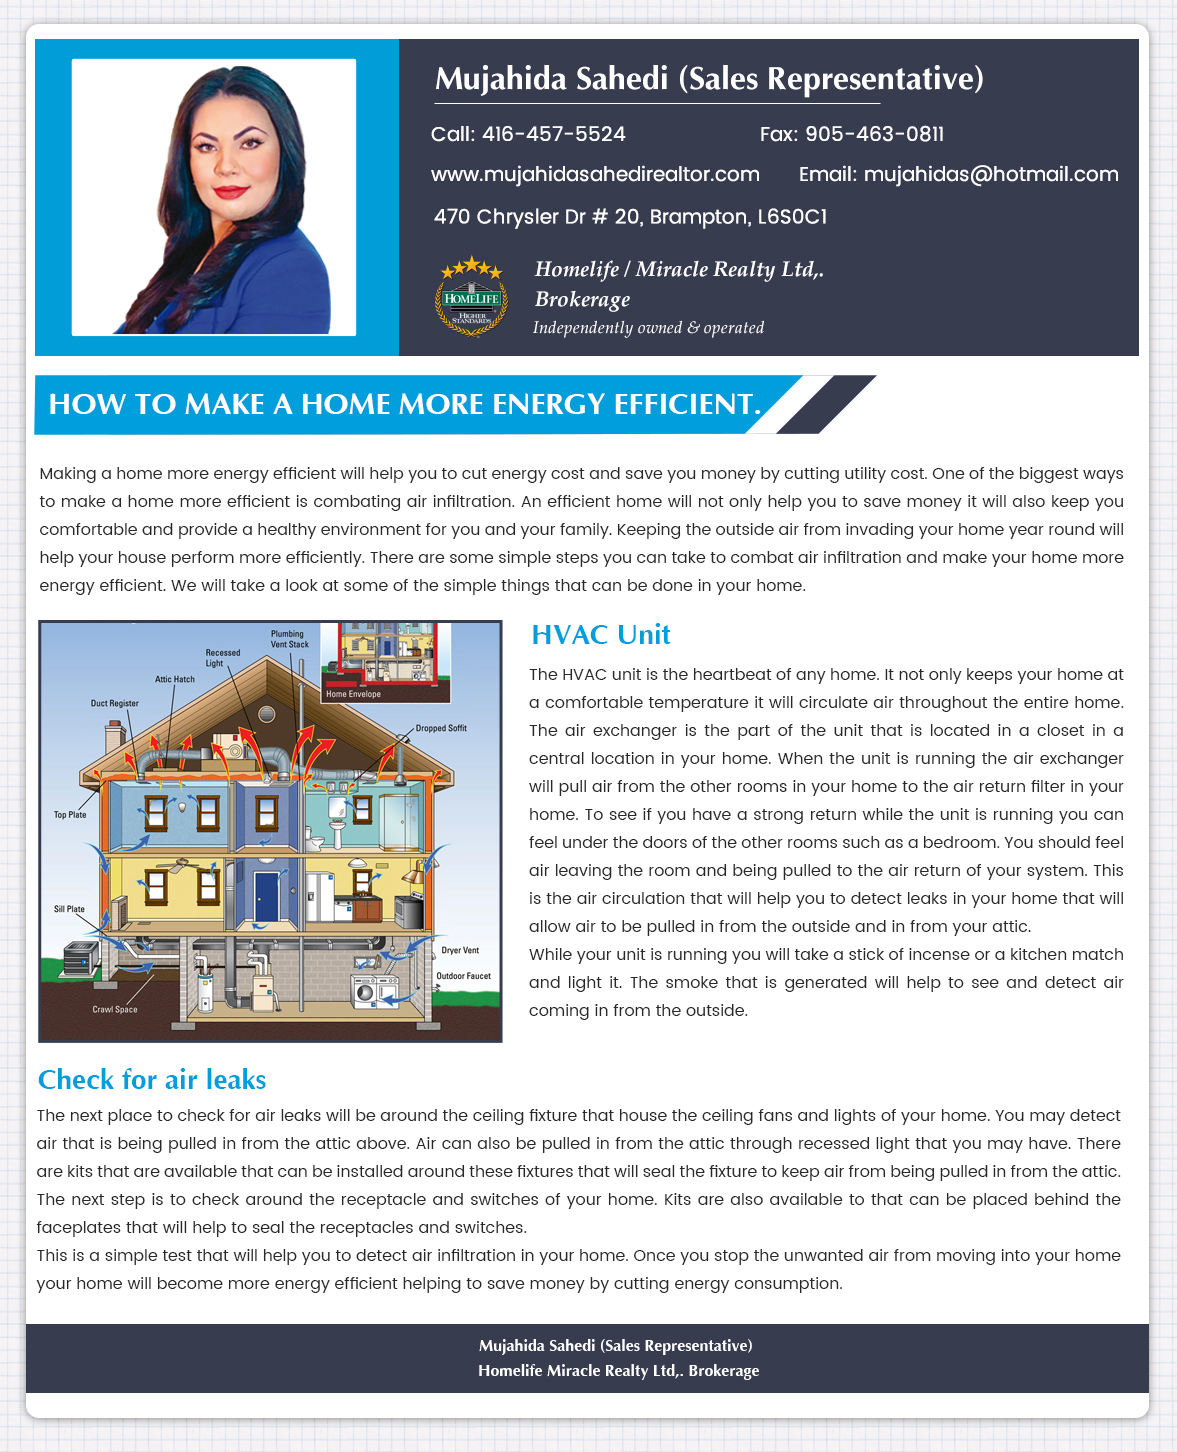 Mujahida Sahedi (Sales Representative)
Call: 416-457-5524
Fax: 905-463-0811
www.mujahidasahedirealtor.com
Email: mujahidas@hotmail.com
470 Chrysler Dr # 20, Brampton, L6S0C1
HOMELIFE
HIGHER
STANDARDS
Homelife / Miracle Realty Ltd,.
Brokerage
Independently owned & operated
HOW TO MAKE A HOME MORE ENERGY EFFICIENT.
Making a home more energy efficient will help you to cut energy cost and save you money by cutting utility cost. One of the biggest ways
to make a home more efficient is combating air infiltration. An efficient home will not only help you to save money it will also keep you
comfortable and provide a healthy environment for you and your family. Keeping the outside air from invading your home year round will
help your house perform more efficiently. There are some simple steps you can take to combat air infiltration and make your home more
energy efficient. We will take a look at some of the simple things that can be done in your home.
Plumbing
Vent Stack
Recessed
Light
Attic Hatch
Duct Register
Home Envelope
Dropped Soffit
Top Plate
Sill Plate
Dryer Vent
Outdoor Faucet
Crawl Space
HVAC Unit
The HVAC unit is the heartbeat of any home. It not only keeps your home at
a comfortable temperature it will circulate air throughout the entire home.
The air exchanger is the part of the unit that is located in a closet in a
central location in your home. When the unit is running the air exchanger
will pull air from the other rooms in your home to the air return filter in your
home. To see if you have a strong return while the unit is running you can
feel under the doors of the other rooms such as a bedroom. You should feel
air leaving the room and being pulled to the air return of your system. This
is the air circulation that will help you to detect leaks in your home that will
allow air to be pulled in from the outside and in from your attic.
While your unit is running you will take a stick of incense or a kitchen match
and light it. The smoke that is generated will help to see and detect air
coming in from the outside.
Check for air leaks
The next place to check for air leaks will be around the ceiling fixture that house the ceiling fans and lights of your home. You may detect
air that is being pulled in from the attic above. Air can also be pulled in from the attic through recessed light that you may have. There
are kits that are available that can be installed around these fixtures that will seal the fixture to keep air from being pulled in from the attic.
The next step is to check around the receptacle and switches of your home. Kits are also available to that can be placed behind the
faceplates that will help to seal the receptacles and switches.
This is a simple test that will help you to detect air infiltration in your home. Once you stop the unwanted air from moving into your home
your home will become more energy efficient helping to save money by cutting energy consumption.
Mujahida Sahedi (Sales Representative)
Homelife Miracle Realty Ltd,. Brokerage